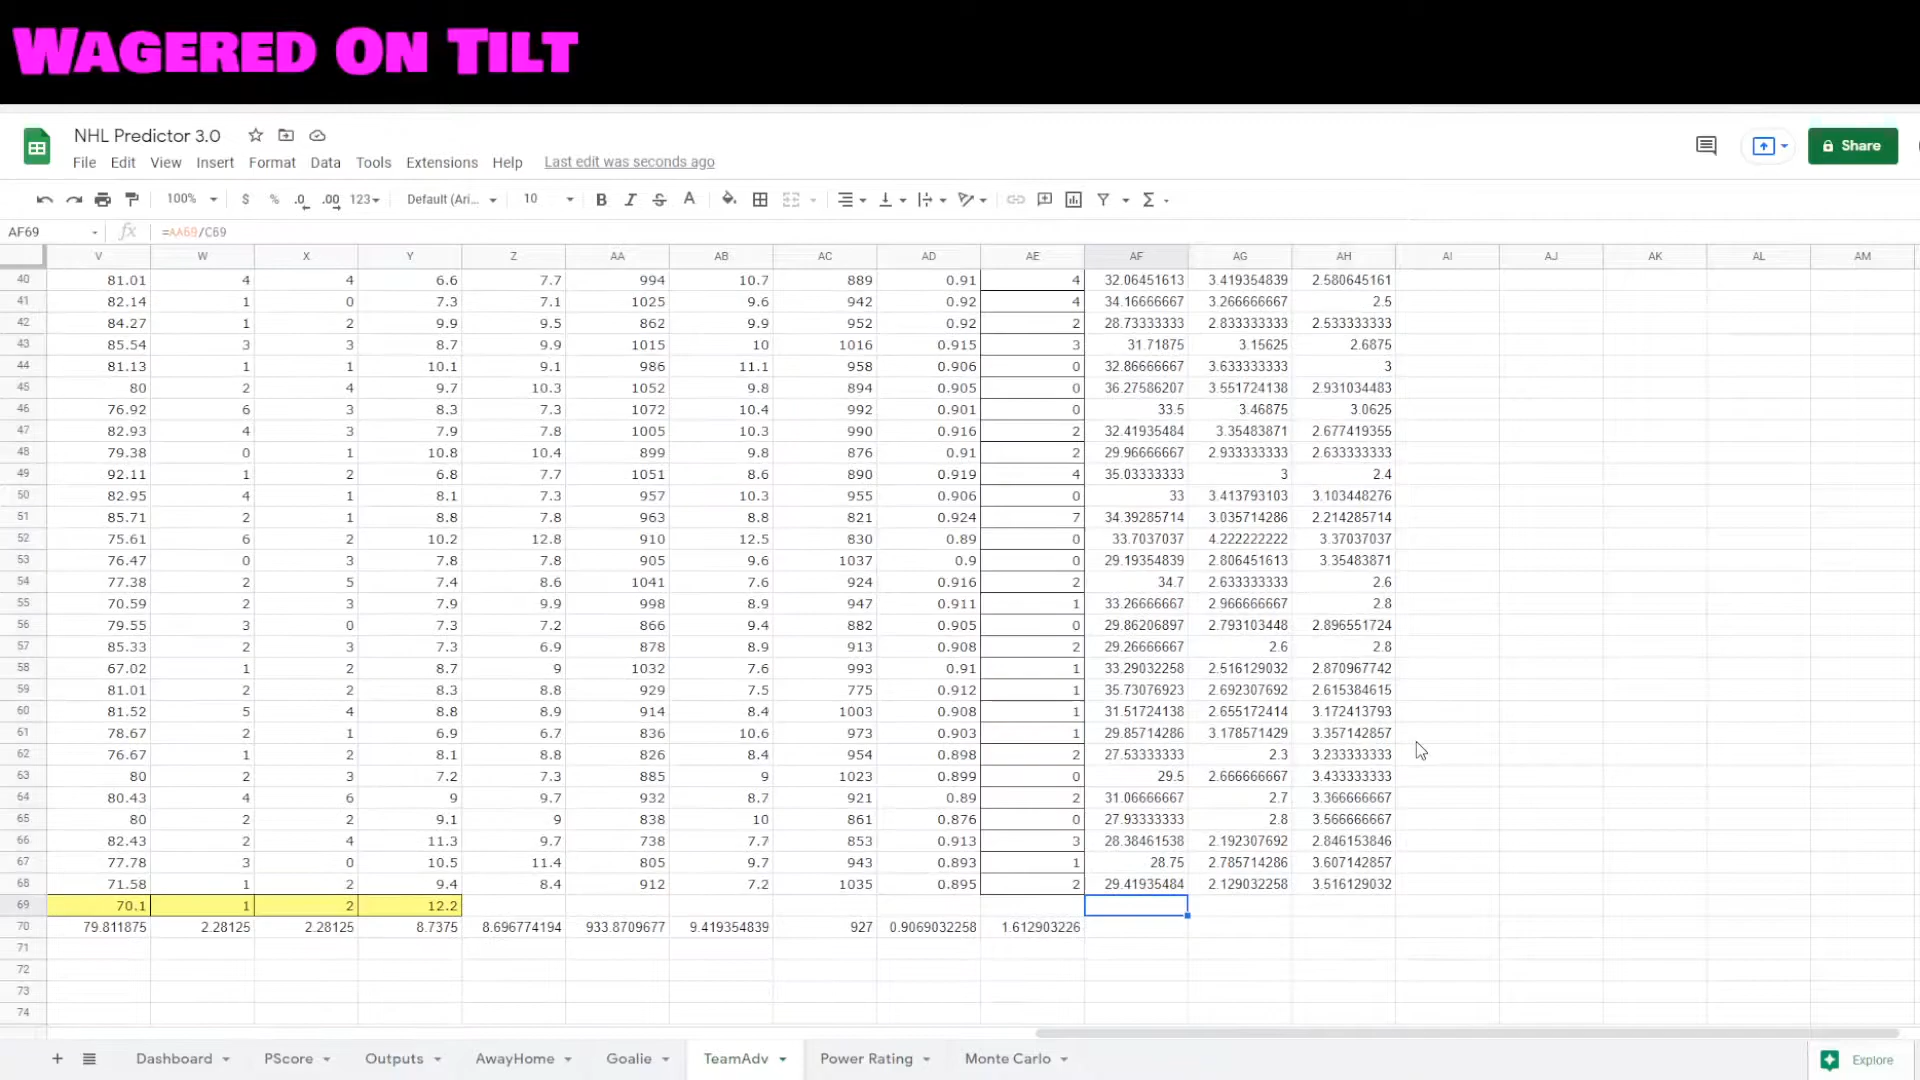 WAGERED ON TILT
NHL Predictor 3.0
File Edit View Insert Format Data Tools Extensions Help Last edit was seconds ago
Share
100% $ % .0 .00 123 Default (Ari... 10 B I S A Σ
AF69 fx =AA69/C69
V W X Y Z AA AB AC AD AE AF AG AH AI AJ AK AL AM
40 81.01 4 4 6.6 7.7 994 10.7 889 0.91 4 32.06451613 3.419354839 2.580645161
41 82.14 1 0 7.3 7.1 1025 9.6 942 0.92 4 34.16666667 3.266666667 2.5
42 84.27 1 2 9.9 9.5 862 9.9 952 0.92 2 28.73333333 2.833333333 2.533333333
43 85.54 3 3 8.7 9.9 1015 10 1016 0.915 3 31.71875 3.15625 2.6875
44 81.13 1 1 10.1 9.1 986 11.1 958 0.906 0 32.86666667 3.633333333 3
45 80 2 4 9.7 10.3 1052 9.8 894 0.905 0 36.27586207 3.551724138 2.931034483
46 76.92 6 3 8.3 7.3 1072 10.4 992 0.901 0 33.5 3.46875 3.0625
47 82.93 4 3 7.9 7.8 1005 10.3 990 0.916 2 32.41935484 3.35483871 2.677419355
48 79.38 0 1 10.8 10.4 899 9.8 876 0.91 2 29.96666667 2.933333333 2.633333333
49 92.11 1 2 6.8 7.7 1051 8.6 890 0.919 4 35.03333333 3 2.4
50 82.95 4 1 8.1 7.3 957 10.3 955 0.906 0 33 3.413793103 3.103448276
51 85.71 2 1 8.8 7.8 963 8.8 821 0.924 7 34.39285714 3.035714286 2.214285714
52 75.61 6 2 10.2 12.8 910 12.5 830 0.89 0 33.7037037 4.222222222 3.37037037
53 76.47 0 3 7.8 7.8 905 9.6 1037 0.9 0 29.19354839 2.806451613 3.35483871
54 77.38 2 5 7.4 8.6 1041 7.6 924 0.916 2 34.7 2.633333333 2.6
55 70.59 2 3 7.9 9.9 998 8.9 947 0.911 1 33.26666667 2.966666667 2.8
56 79.55 3 0 7.3 7.2 866 9.4 882 0.905 0 29.86206897 2.793103448 2.896551724
57 85.33 2 3 7.3 6.9 878 8.9 913 0.908 2 29.26666667 2.6 2.8
58 67.02 1 2 8.7 9 1032 7.6 993 0.91 1 33.29032258 2.516129032 2.870967742
59 81.01 2 2 8.3 8.8 929 7.5 775 0.912 1 35.73076923 2.692307692 2.615384615
60 81.52 5 4 8.8 8.9 914 8.4 1003 0.908 1 31.51724138 2.655172414 3.172413793
61 78.67 2 1 6.9 6.7 836 10.6 973 0.903 1 29.85714286 3.178571429 3.357142857
62 76.67 1 2 8.1 8.8 826 8.4 954 0.898 2 27.53333333 2.3 3.233333333
63 80 2 3 7.2 7.3 885 9 1023 0.899 0 29.5 2.666666667 3.433333333
64 80.43 4 6 9 9.7 932 8.7 921 0.89 2 31.06666667 2.7 3.366666667
65 80 2 2 9.1 9 838 10 861 0.876 0 27.93333333 2.8 3.566666667
66 82.43 2 4 11.3 9.7 738 7.7 853 0.913 3 28.38461538 2.192307692 2.846153846
67 77.78 3 0 10.5 11.4 805 9.7 943 0.893 1 28.75 2.785714286 3.607142857
68 71.58 1 2 9.4 8.4 912 7.2 1035 0.895 2 29.41935484 2.129032258 3.516129032
69 70.1 1 2 12.2
70 79.811875 2.28125 2.28125 8.7375 8.696774194 933.8709677 9.419354839 927 0.9069032258 1.612903226
71
72
73
74
+ Dashboard PScore Outputs AwayHome Goalie TeamAdv Power Rating Monte Carlo Explore